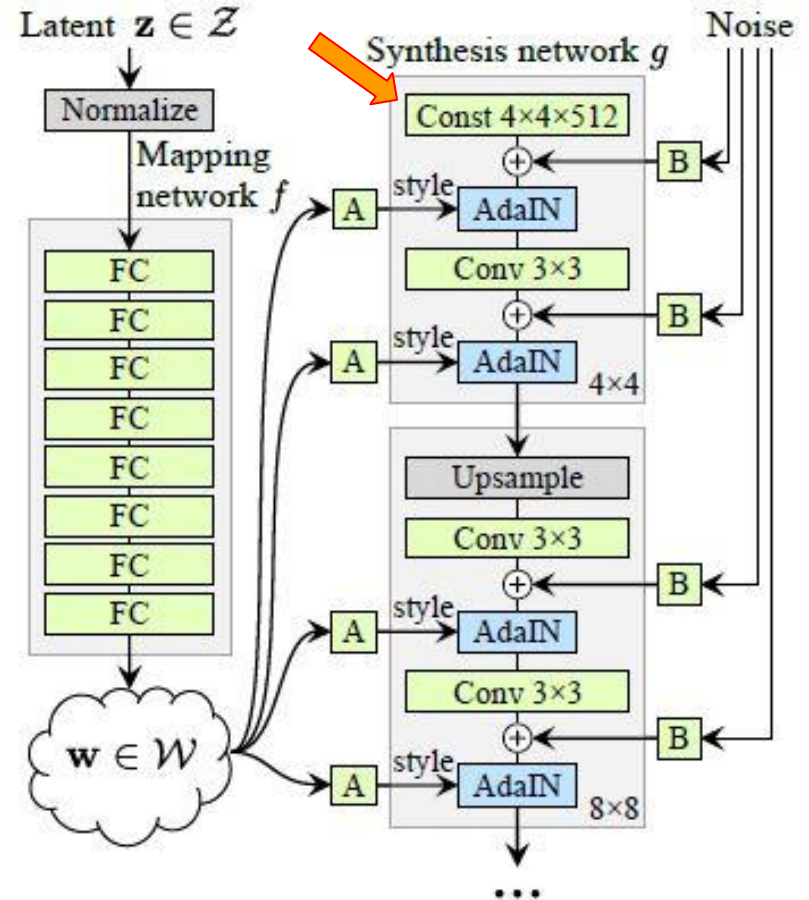 Latent z ∈ 𝒵
Normalize
Mapping
network f
FC
FC
FC
FC
FC
FC
FC
FC
w ∈ 𝒲
Synthesis network g
Noise
Const 4×4×512
B
A
style
AdaIN
Conv 3×3
B
A
style
AdaIN
4×4
Upsample
Conv 3×3
B
A
style
AdaIN
Conv 3×3
B
A
style
AdaIN
8×8
...